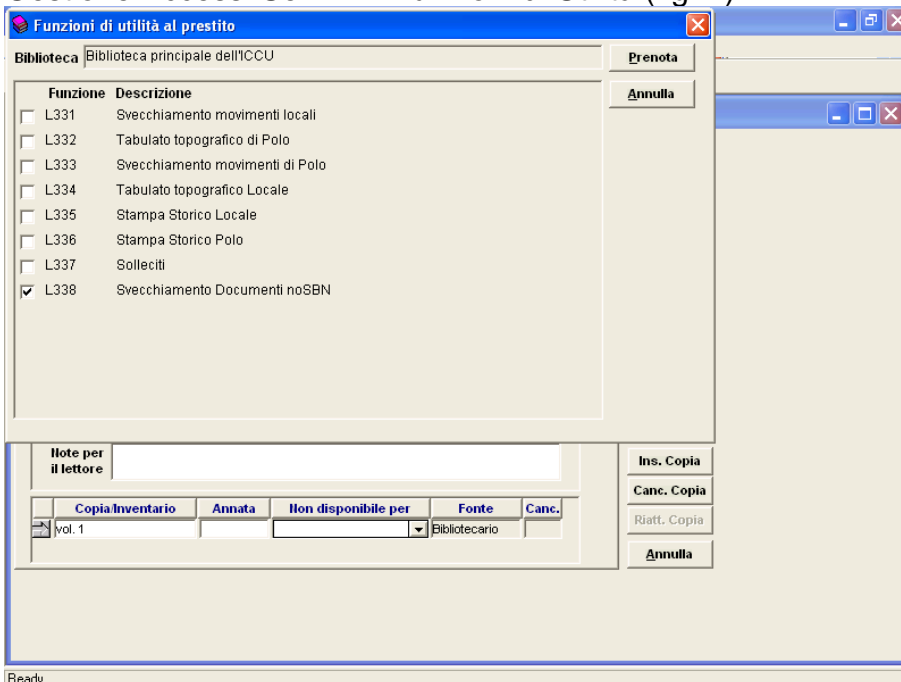 Funzioni di utilità al prestito
Biblioteca Biblioteca principale dell'ICCU
Prenota
Funzione Descrizione
Annulla
L331 Svecchiamento movimenti locali
L332 Tabulato topografico di Polo
L333 Svecchiamento movimenti di Polo
L334 Tabulato topografico Locale
L335 Stampa Storico Locale
L336 Stampa Storico Polo
L337 Solleciti
L338 Svecchiamento Documenti noSBN
Note per
il lettore
Ins. Copia
Canc. Copia
Copia/Inventario Annata Non disponibile per Fonte Canc.
vol. 1 Bibliotecario
Riatt. Copia
Annulla
Ready